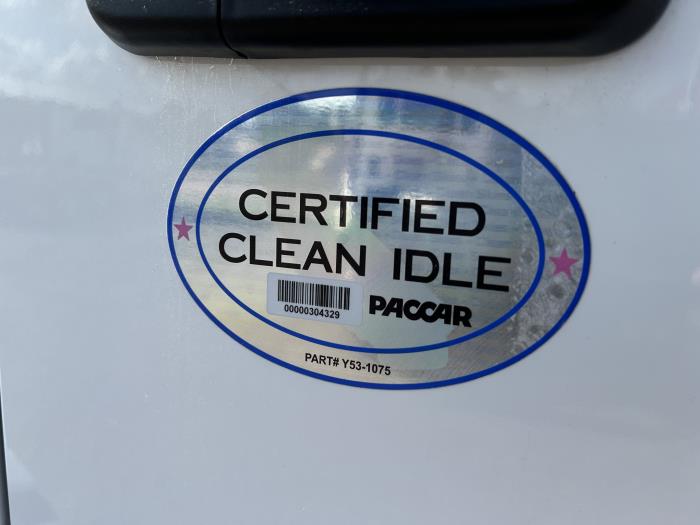 CERTIFIED
CLEAN IDLE
00000304329
PACCAR
PART# Y53-1075